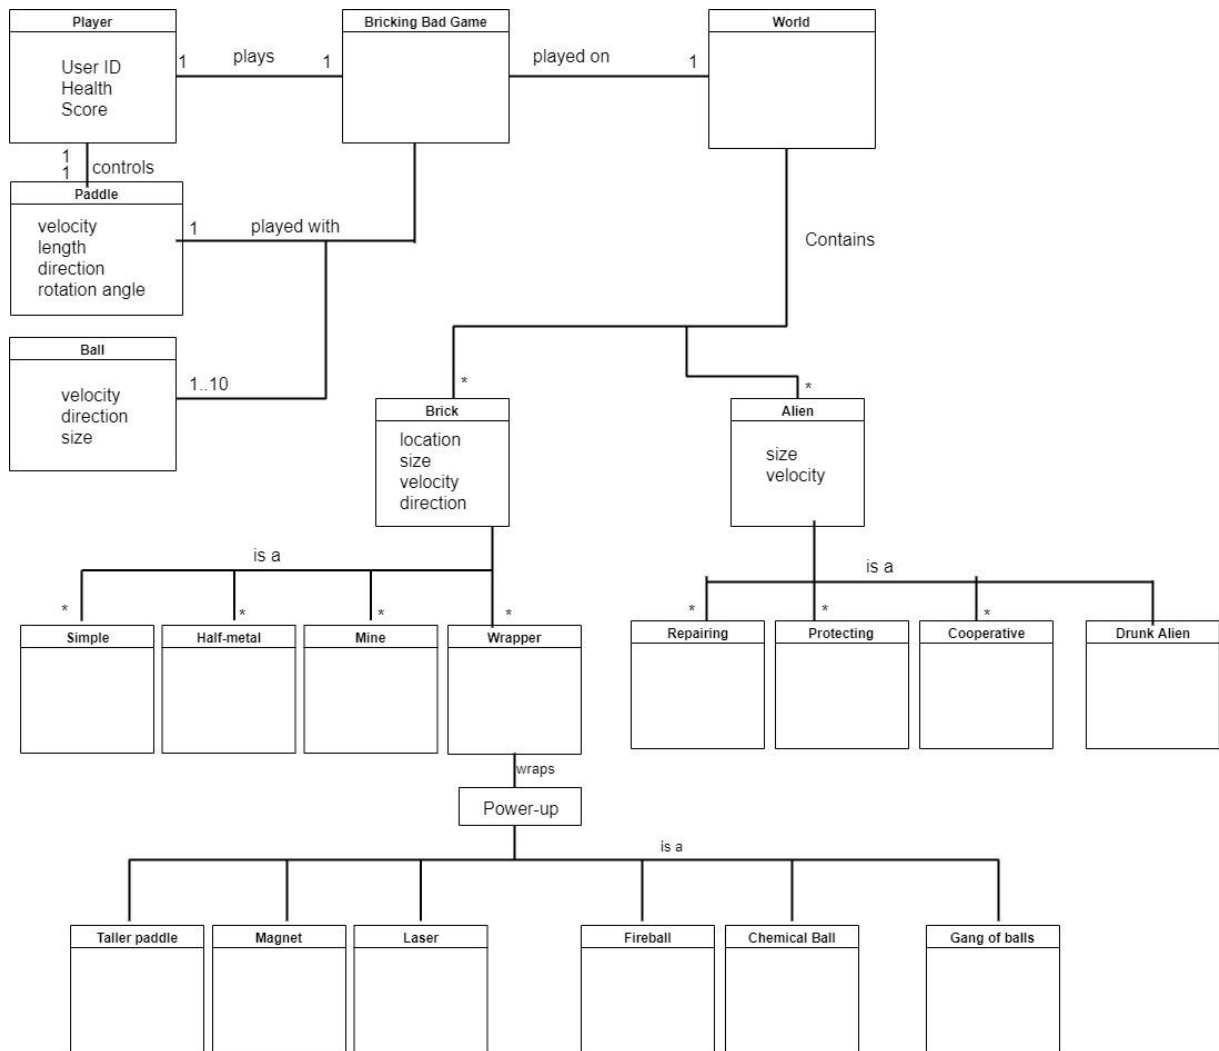 Player
Bricking Bad Game
World
User ID
Health
Score
1
plays
1
played on
1
1
1
controls
Paddle
velocity
length
direction
rotation angle
1
played with
Contains
Ball
velocity
direction
size
1..10
*
*
Brick
location
size
velocity
direction
Alien
size
velocity
is a
is a
*
*
*
*
*
*
*
Simple
Half-metal
Mine
Wrapper
Repairing
Protecting
Cooperative
Drunk Alien
wraps
Power-up
is a
Taller paddle
Magnet
Laser
Fireball
Chemical Ball
Gang of balls